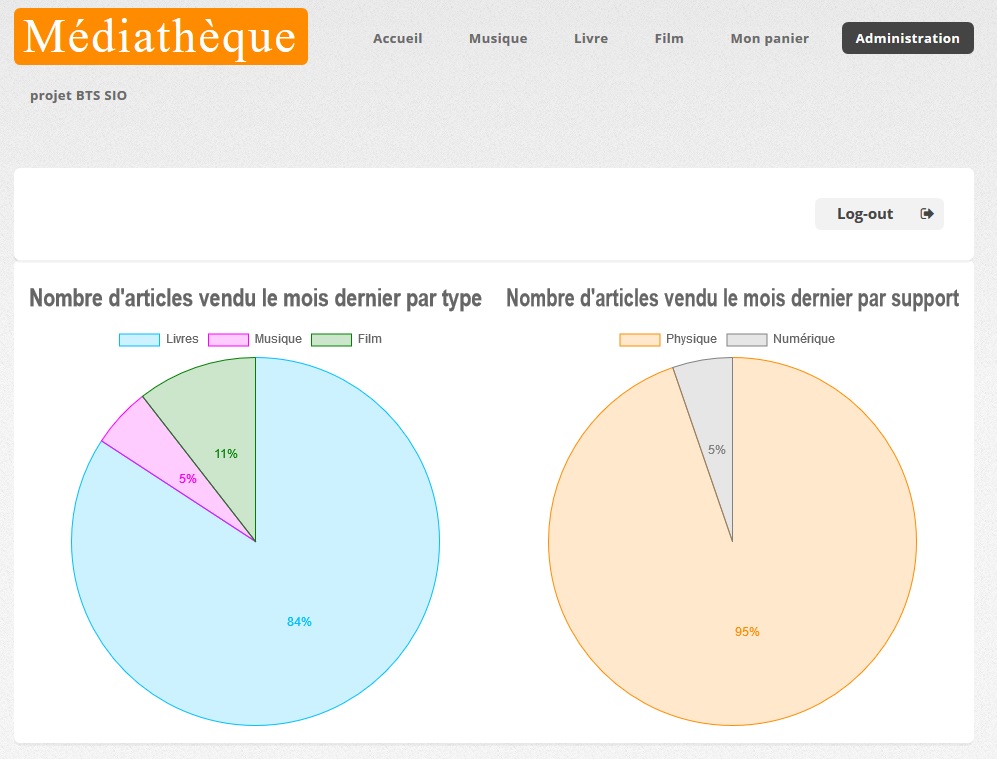 Médiathèque
Accueil Musique Livre Film Mon panier Administration
projet BTS SIO
Log-out
Nombre d'articles vendu le mois dernier par type
Livres Musique Film
11%
5%
84%
Nombre d'articles vendu le mois dernier par support
Physique Numérique
5%
95%